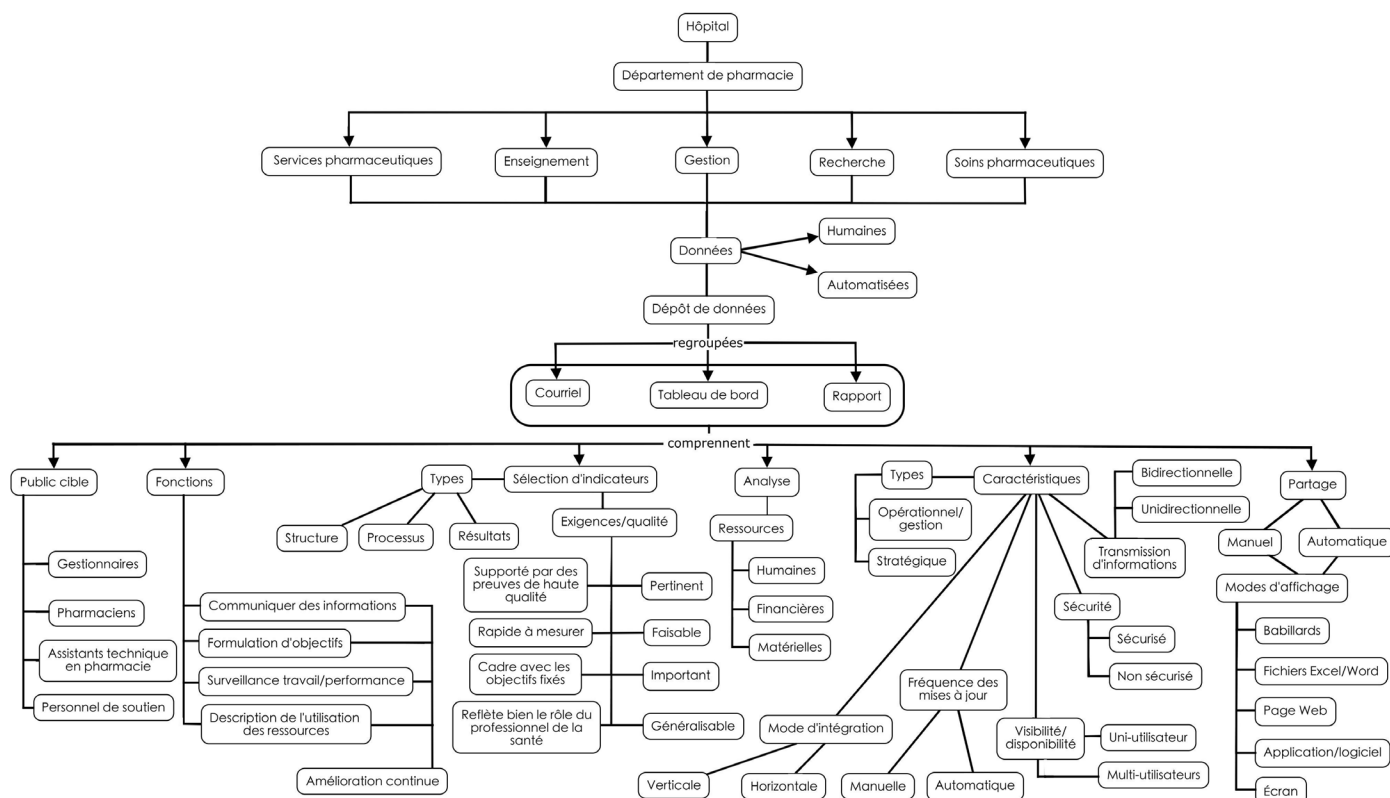 Hôpital
Département de pharmacie
Services pharmaceutiques
Enseignement
Gestion
Recherche
Soins pharmaceutiques
Données
Humaines
Automatisées
Dépôt de données
regroupées
Courriel
Tableau de bord
Rapport
comprennent
Public cible
Gestionnaires
Pharmaciens
Assistants technique
en pharmacie
Personnel de soutien
Fonctions
Communiquer des informations
Formulation d'objectifs
Surveillance travail/performance
Description de l'utilisation
des ressources
Amélioration continue
Types
Sélection d'indicateurs
Structure
Processus
Résultats
Exigences/qualité
Supporté par des
preuves de haute
qualité
Pertinent
Rapide à mesurer
Faisable
Cadre avec les
objectifs fixés
Important
Reflète bien le rôle du
professionnel de la
santé
Généralisable
Analyse
Ressources
Humaines
Financières
Matérielles
Types
Caractéristiques
Opérationnel/
gestion
Stratégique
Bidirectionnelle
Unidirectionnelle
Transmission
d'informations
Sécurité
Sécurisé
Non sécurisé
Fréquence des
mises à jour
Mode d'intégration
Visibilité/
disponibilité
Uni-utilisateur
Multi-utilisateurs
Verticale
Horizontale
Manuelle
Automatique
Partage
Manuel
Automatique
Modes d'affichage
Babillards
Fichiers Excel/Word
Page Web
Application/logiciel
Écran